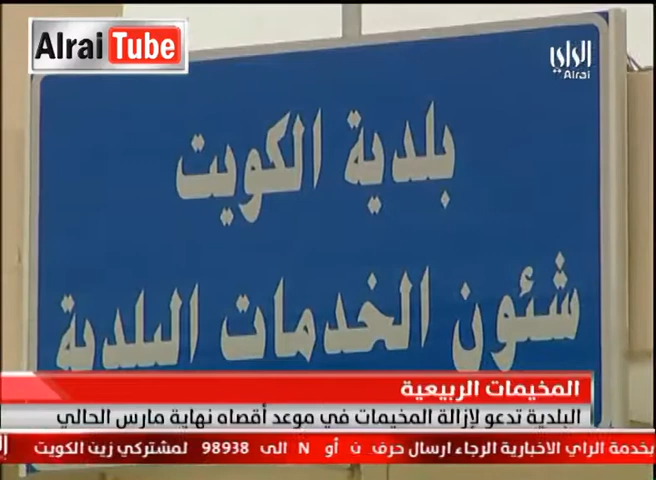 Alrai Tube
الراي
Alrai
بلدية الكويت
شئون الخدمات البلدية
المخيمات الربيعية
البلدية تدعو لإزالة المخيمات في موعد أقصاه نهاية مارس الحالي
بخدمة الراي الاخبارية الرجاء ارسال حرف ن أو N الى 98938 لمشتركي زين الكويت